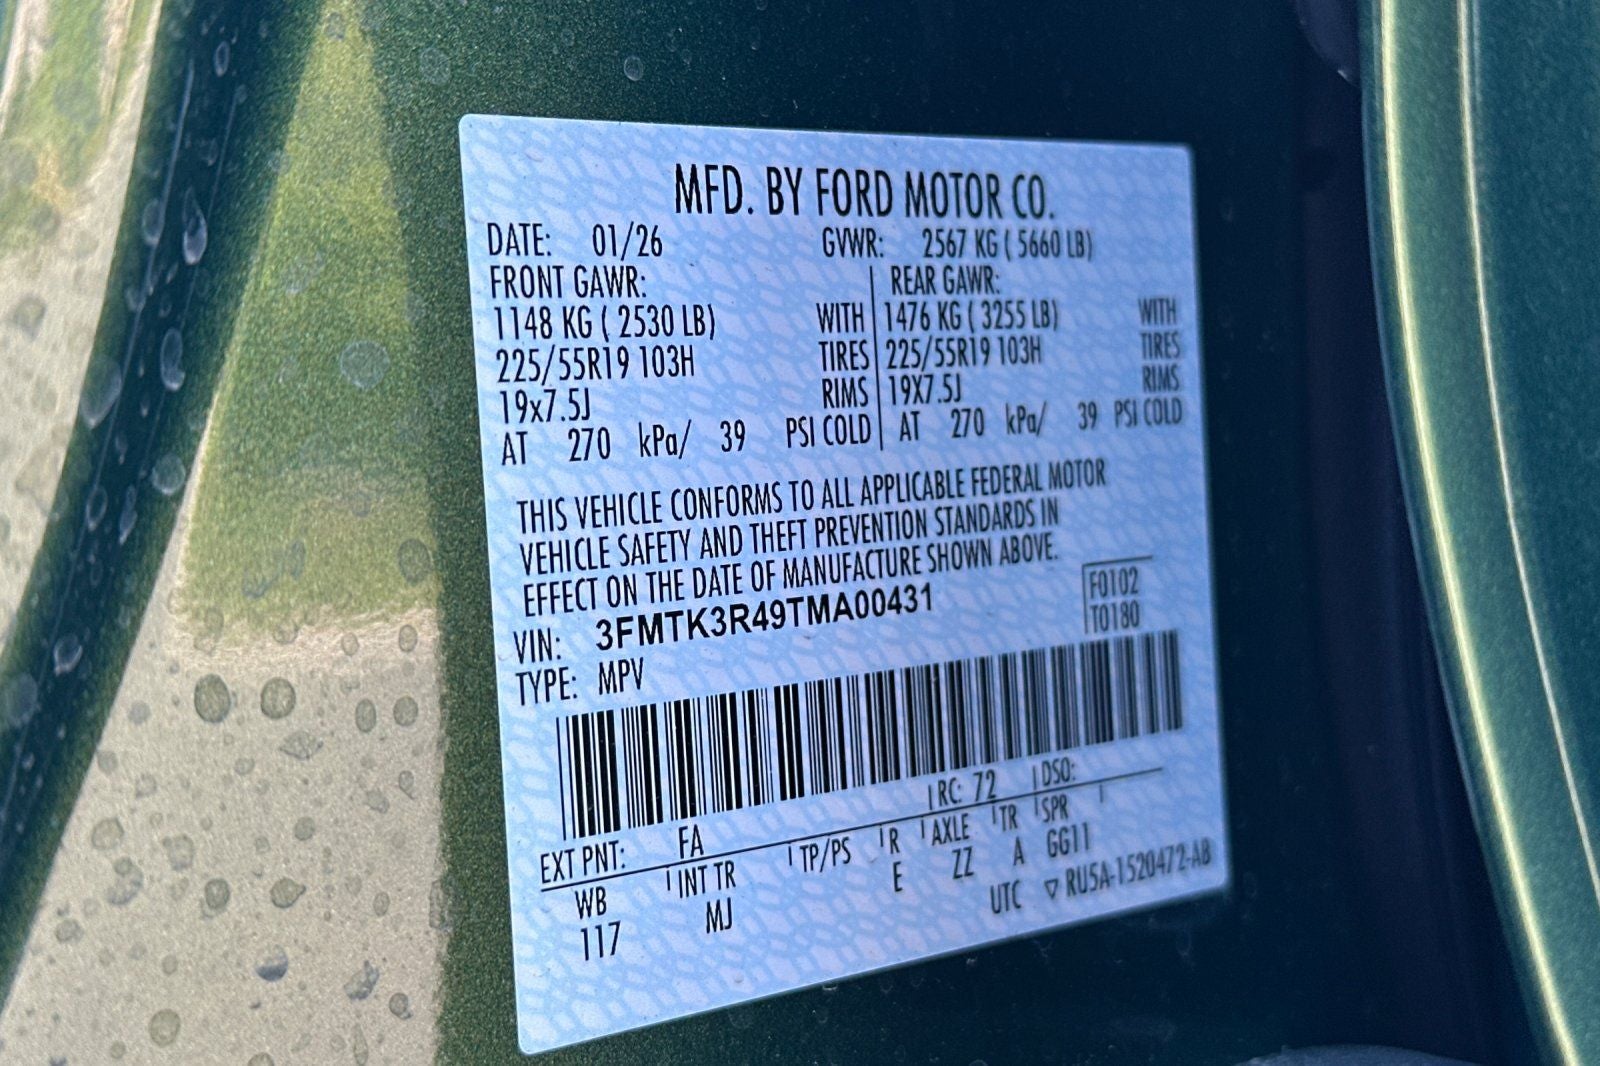 MFD. BY FORD MOTOR CO.
DATE: 01/26 GVWR: 2567 KG ( 5660 LB)
FRONT GAWR: REAR GAWR:
1148 KG ( 2530 LB) WITH 1476 KG ( 3255 LB) WITH
225/55R19 103H TIRES 225/55R19 103H TIRES
19x7.5J RIMS 19X7.5J RIMS
AT 270 kPa/ 39 PSI COLD AT 270 kPa/ 39 PSI COLD
THIS VEHICLE CONFORMS TO ALL APPLICABLE FEDERAL MOTOR
VEHICLE SAFETY AND THEFT PREVENTION STANDARDS IN
EFFECT ON THE DATE OF MANUFACTURE SHOWN ABOVE.
VIN: 3FMTK3R49TMA00431
F0102
T0180
TYPE: MPV
RC: 72 DSO:
EXT PNT: FA
WB INT TR TP/PS R AXLE TR SPR
117 MJ E ZZ A GG11
UTC ▽ RU5A-1520472-AB